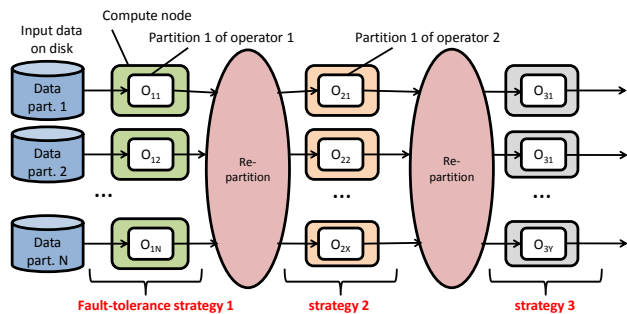 Compute node
Input data
on disk
Partition 1 of operator 1
Partition 1 of operator 2
Data
part. 1
O11
O21
O31
Data
part. 2
O12
Re-
partition
O22
Re-
partition
O31
...
...
...
Data
part. N
O1N
O2X
O3Y
Fault-tolerance strategy 1
strategy 2
strategy 3